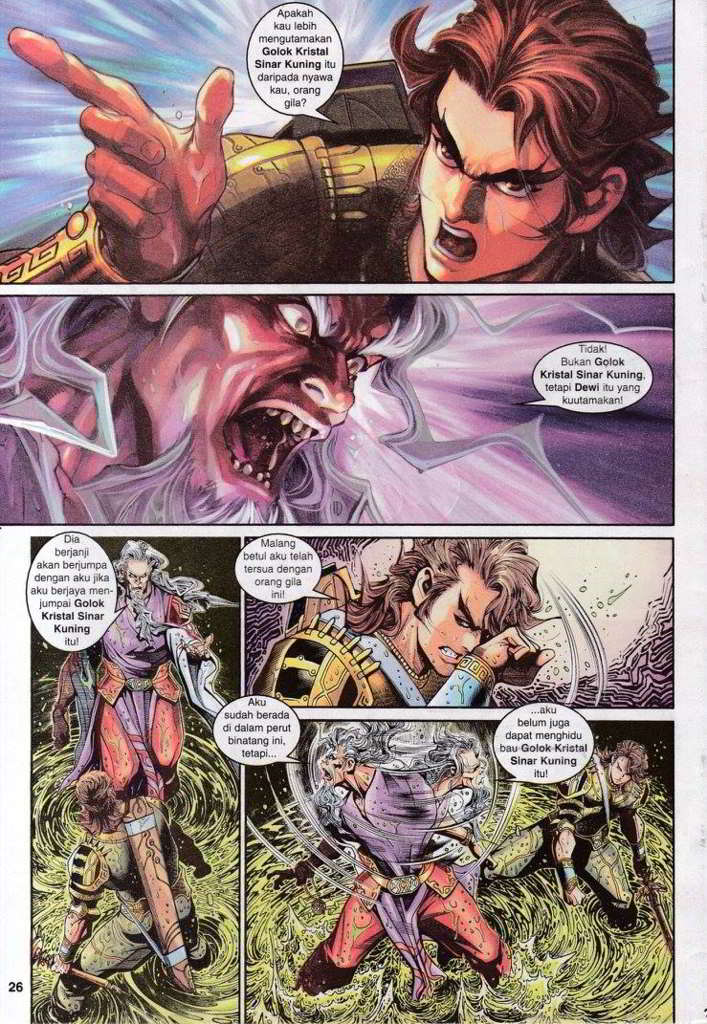 Apakah
kau lebih
mengutamakan
Golok Kristal
Sinar Kuning itu
daripada nyawa
kau, orang
gila?
Tidak!
Bukan Golok
Kristal Sinar Kuning,
tetapi Dewi itu yang
kuutamakan!
Dia
berjanji
akan berjumpa
dengan aku jika
aku berjaya men-
jumpai Golok
Kristal Sinar
Kuning
itu!
Malang
betul aku telah
tersua dengan
orang gila
ini!
Aku
sudah berada
di dalam perut
binatang ini,
tetapi...
...aku
belum juga
dapat menghidu
bau Golok Kristal
Sinar Kuning
itu!
26